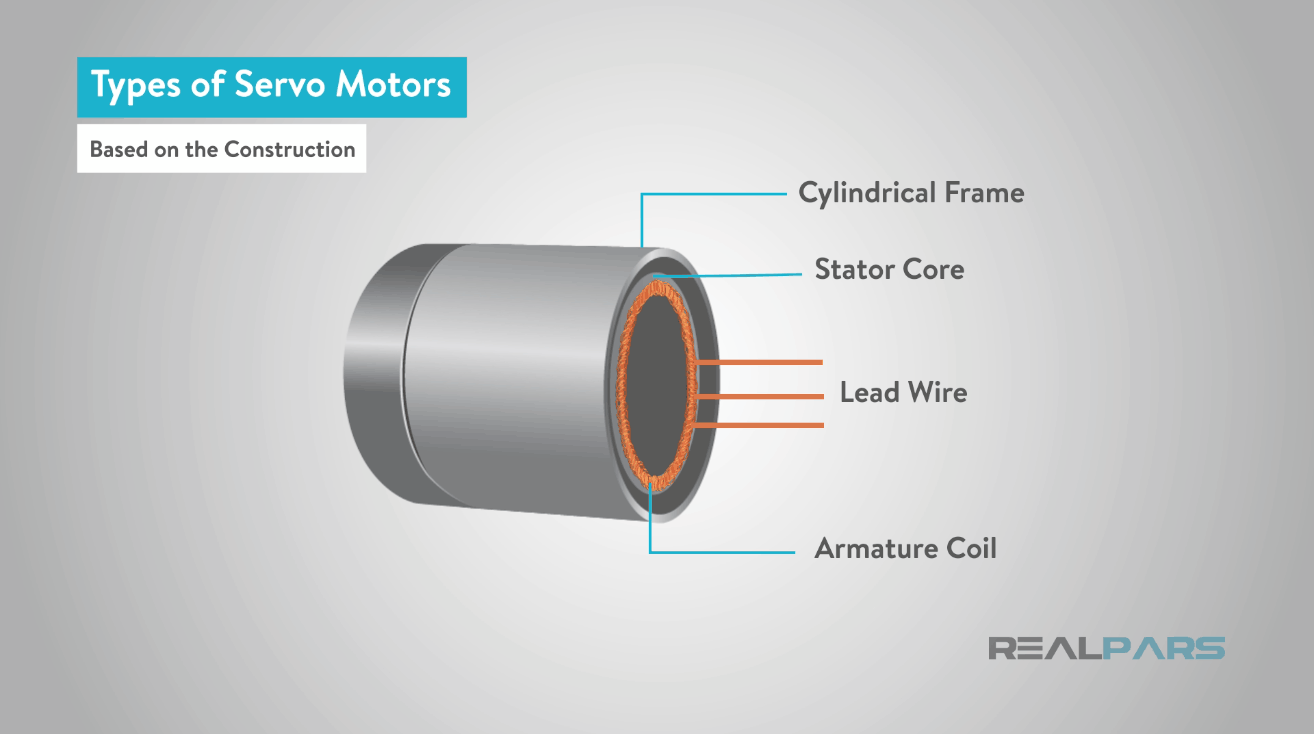 Types of Servo Motors
Based on the Construction
Cylindrical Frame
Stator Core
Lead Wire
Armature Coil
REALPARS